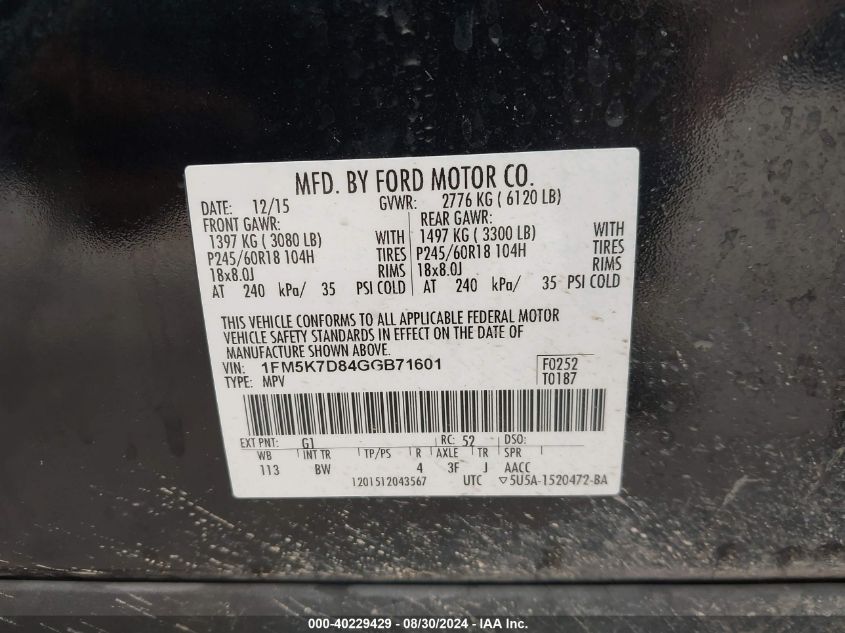 MFD. BY FORD MOTOR CO.
DATE: 12/15 GVWR: 2776 KG ( 6120 LB)
FRONT GAWR: REAR GAWR:
1397 KG ( 3080 LB) WITH 1497 KG ( 3300 LB) WITH
P245/60R18 104H TIRES P245/60R18 104H TIRES
18x8.0J RIMS 18x8.0J RIMS
AT 240 kPa/ 35 PSI COLD AT 240 kPa/ 35 PSI COLD
THIS VEHICLE CONFORMS TO ALL APPLICABLE FEDERAL MOTOR
VEHICLE SAFETY STANDARDS IN EFFECT ON THE DATE OF
MANUFACTURE SHOWN ABOVE.
VIN: 1FM5K7D84GGB71601 F0252
TYPE: MPV T0187
EXT PNT: G1 RC: 52 DSO:
WB INT TR TP/PS R AXLE TR SPR
113 BW 4 3F J AACC
1201512043567 UTC ▽5U5A-1520472-BA
000-40229429 - 08/30/2024 - IAAI.com